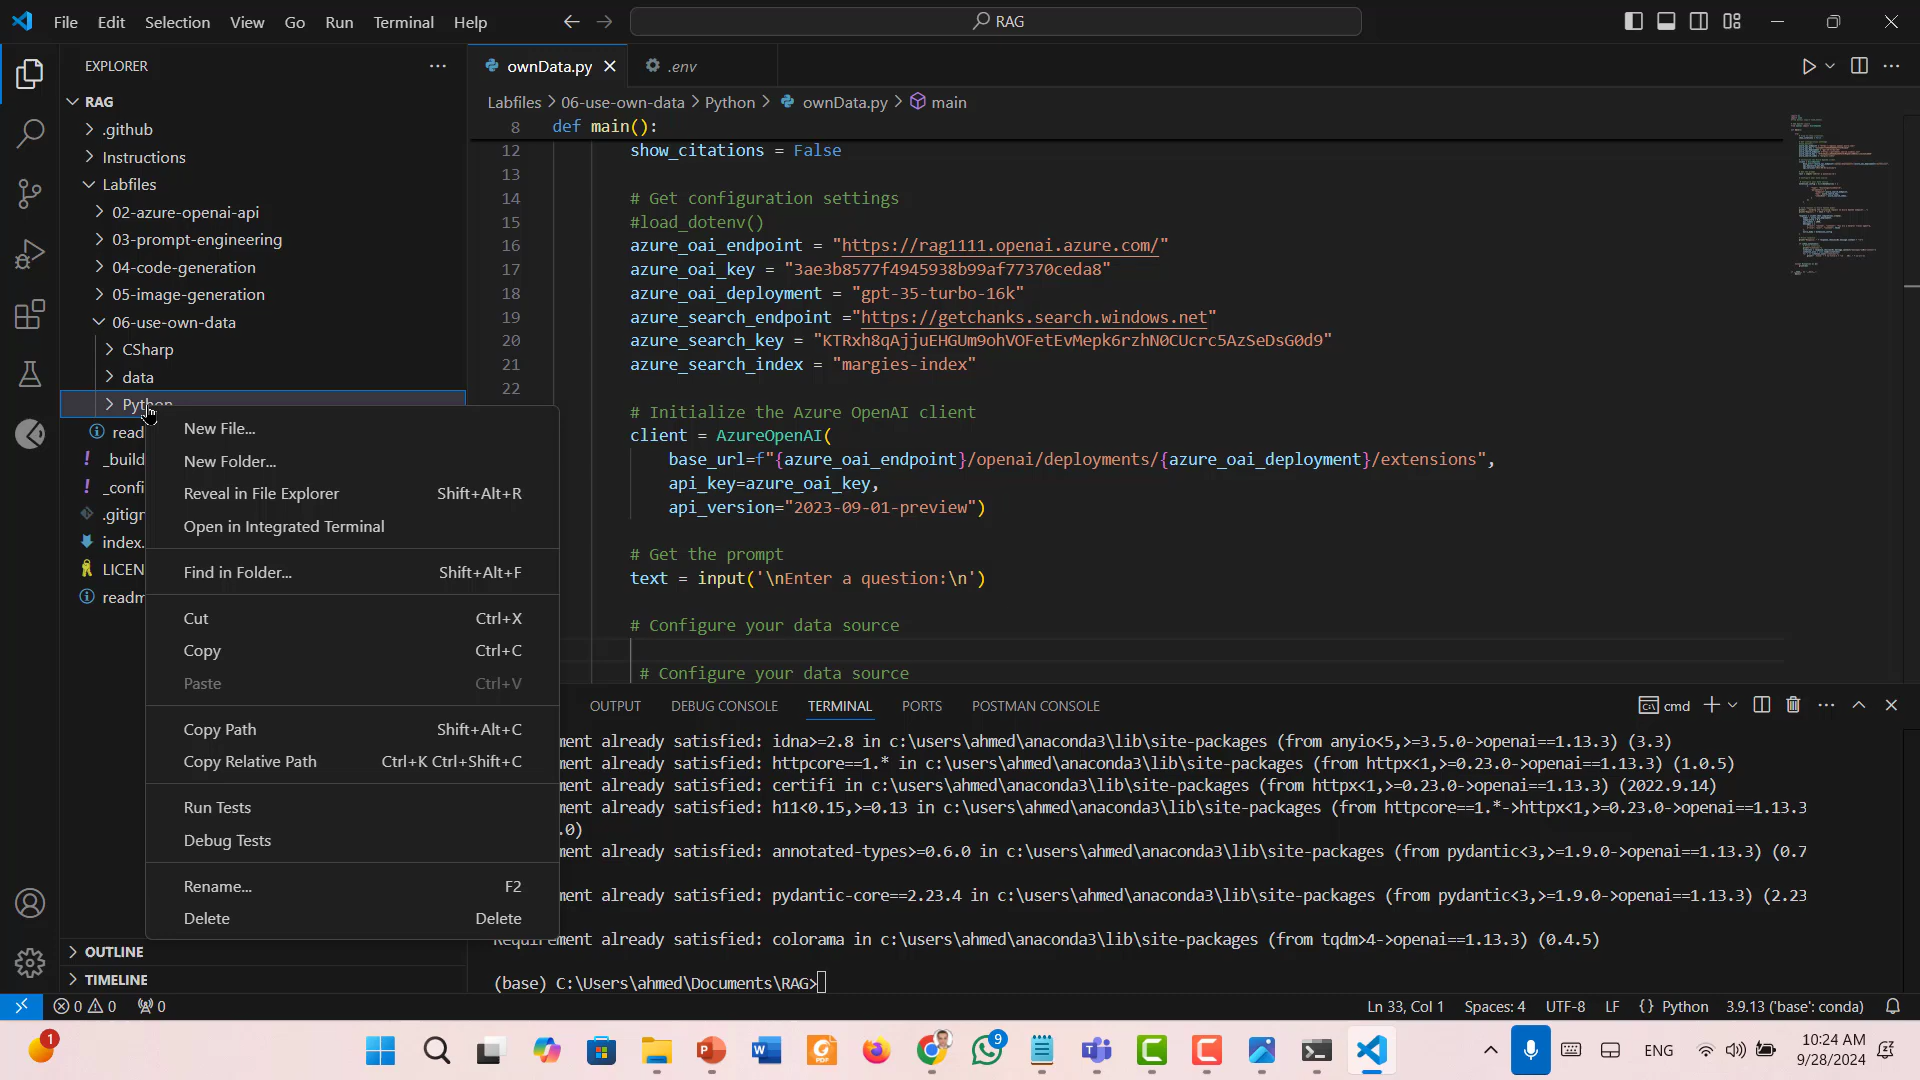 File Edit Selection View Go Run Terminal Help
RAG
EXPLORER
RAG
.github
Instructions
Labfiles
02-azure-openai-api
03-prompt-engineering
04-code-generation
05-image-generation
06-use-own-data
CSharp
data
Python
read
_build
_confi
.gitign
index.
LICEN
readm
OUTLINE
TIMELINE
New File...
New Folder...
Reveal in File Explorer Shift+Alt+R
Open in Integrated Terminal
Find in Folder... Shift+Alt+F
Cut Ctrl+X
Copy Ctrl+C
Paste Ctrl+V
Copy Path Shift+Alt+C
Copy Relative Path Ctrl+K Ctrl+Shift+C
Run Tests
Debug Tests
Rename... F2
Delete Delete
ownData.py .env
Labfiles > 06-use-own-data > Python > ownData.py > main
8 def main():
12 show_citations = False
13
14 # Get configuration settings
15 #load_dotenv()
16 azure_oai_endpoint = "https://rag1111.openai.azure.com/"
17 azure_oai_key = "3ae3b8577f4945938b99af77370ceda8"
18 azure_oai_deployment = "gpt-35-turbo-16k"
19 azure_search_endpoint ="https://getchanks.search.windows.net"
20 azure_search_key = "KTRxh8qAjjuEHGUm9ohVOFetEvMepk6rzhN0CUcrc5AzSeDsG0d9"
21 azure_search_index = "margies-index"
22
# Initialize the Azure OpenAI client
client = AzureOpenAI(
base_url=f"{azure_oai_endpoint}/openai/deployments/{azure_oai_deployment}/extensions",
api_key=azure_oai_key,
api_version="2023-09-01-preview")
# Get the prompt
text = input('\nEnter a question:\n')
# Configure your data source
# Configure your data source
OUTPUT DEBUG CONSOLE TERMINAL PORTS POSTMAN CONSOLE
cmd
ment already satisfied: idna>=2.8 in c:\users\ahmed\anaconda3\lib\site-packages (from anyio<5,>=3.5.0->openai==1.13.3) (3.3)
ment already satisfied: httpcore==1.* in c:\users\ahmed\anaconda3\lib\site-packages (from httpx<1,>=0.23.0->openai==1.13.3) (1.0.5)
ment already satisfied: certifi in c:\users\ahmed\anaconda3\lib\site-packages (from httpx<1,>=0.23.0->openai==1.13.3) (2022.9.14)
ment already satisfied: h11<0.15,>=0.13 in c:\users\ahmed\anaconda3\lib\site-packages (from httpcore==1.*->httpx<1,>=0.23.0->openai==1.13.3
.0)
ment already satisfied: annotated-types>=0.6.0 in c:\users\ahmed\anaconda3\lib\site-packages (from pydantic<3,>=1.9.0->openai==1.13.3) (0.7
ment already satisfied: pydantic-core==2.23.4 in c:\users\ahmed\anaconda3\lib\site-packages (from pydantic<3,>=1.9.0->openai==1.13.3) (2.23
Requirement already satisfied: colorama in c:\users\ahmed\anaconda3\lib\site-packages (from tqdm>4->openai==1.13.3) (0.4.5)
(base) C:\Users\ahmed\Documents\RAG>
0 0 0
Ln 33, Col 1 Spaces: 4 UTF-8 LF {} Python 3.9.13 ('base': conda)
1
9
ENG
10:24 AM
9/28/2024